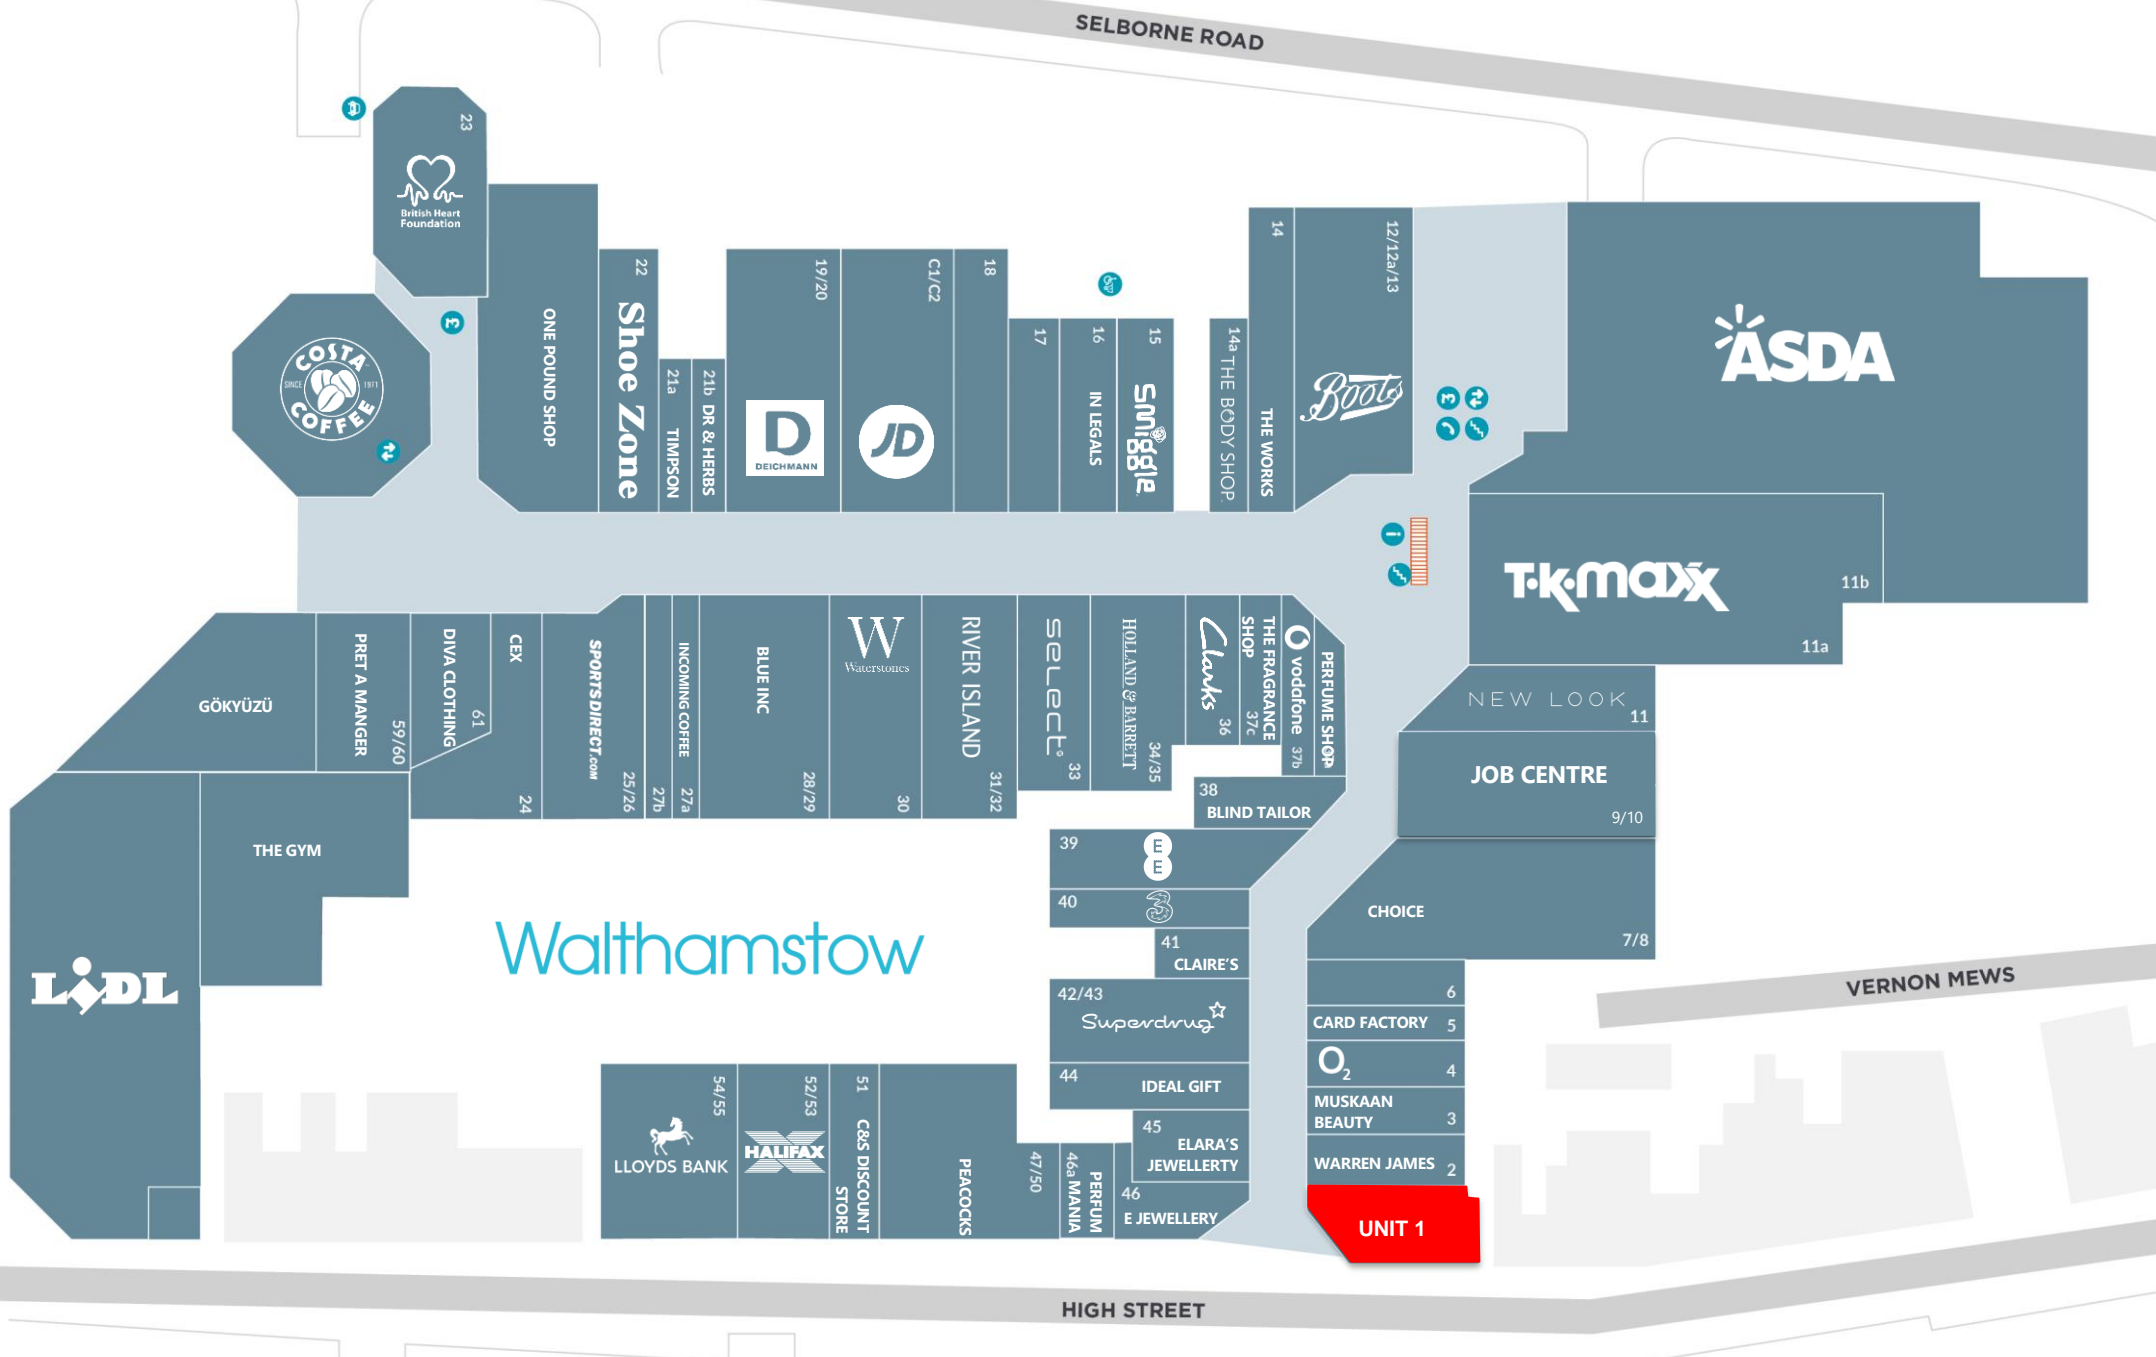 SELBORNE ROAD
23
British Heart
Foundation
COSTA
SINCE 1971
COFFEE
3
ONE POUND SHOP
22
Shoe Zone
21a TIMPSON
21b DR & HERBS
19/20
D
DEICHMANN
C1/C2
JD
18
17
16 IN LEGALS
15
Smiggle
14a THE BODY SHOP.
14
THE WORKS
12/12a/13
Boots
3
ASDA
i
TK·maxx
11b
11a
NEW LOOK
11
JOB CENTRE
9/10
CHOICE
7/8
6
CARD FACTORY 5
O2 4
MUSKAAN
BEAUTY 3
WARREN JAMES 2
UNIT 1
GÖKYÜZÜ
PRET A MANGER
59/60
DIVA CLOTHING
61
CEX
24
SPORTSDIRECT.COM
25/26
27b
INCOMING COFFEE
27a
BLUE INC
28/29
W
Waterstones
30
RIVER ISLAND
31/32
SELECT
33
HOLLAND & BARRETT
34/35
Clarks
36
THE FRAGRANCE
SHOP
37c
vodafone
37b
PERFUME SHOP
38
BLIND TAILOR
39
EE
40
3
41
CLAIRE'S
42/43
Superdrug
44
IDEAL GIFT
45
ELARA'S
JEWELLERTY
46
E JEWELLERY
PERFUM
46a MANIA
47/50
PEACOCKS
51 C&S DISCOUNT
STORE
52/53
HALIFAX
54/55
LLOYDS BANK
THE GYM
LIDL
Walthamstow
VERNON MEWS
HIGH STREET